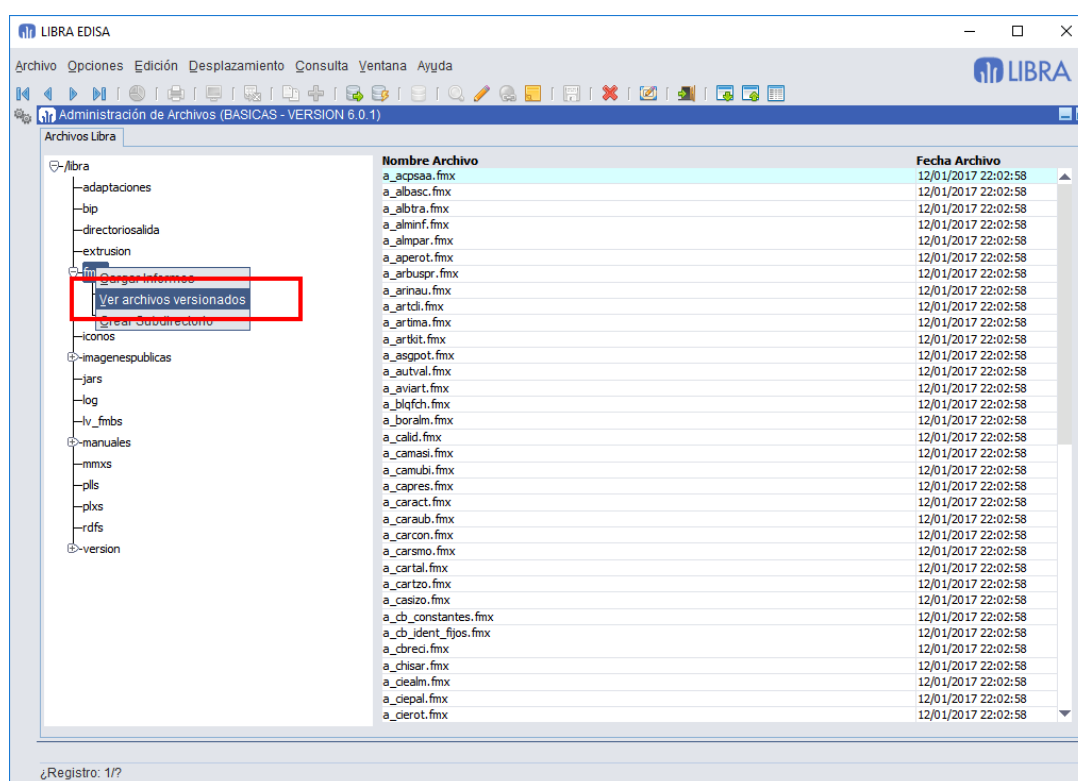 LIBRA EDISA
Archivo Opciones Edición Desplazamiento Consulta Ventana Ayuda
LIBRA
Administración de Archivos (BASICAS - VERSION 6.0.1)
Archivos Libra
Nombre Archivo Fecha Archivo
/libra
a_acpsaa.fmx 12/01/2017 22:02:58
adaptaciones
a_albasc.fmx 12/01/2017 22:02:58
bip
a_albtra.fmx 12/01/2017 22:02:58
directoriosalida
a_alminf.fmx 12/01/2017 22:02:58
a_almpar.fmx 12/01/2017 22:02:58
extrusion
a_aperot.fmx 12/01/2017 22:02:58
Cargar Informes
a_arbuspr.fmx 12/01/2017 22:02:58
Ver archivos versionados
a_arinau.fmx 12/01/2017 22:02:58
a_artcli.fmx 12/01/2017 22:02:58
Crear Subdirectorio
a_artima.fmx 12/01/2017 22:02:58
iconos
a_artkit.fmx 12/01/2017 22:02:58
imagenespublicas
a_asgpot.fmx 12/01/2017 22:02:58
a_autval.fmx 12/01/2017 22:02:58
jars
a_aviart.fmx 12/01/2017 22:02:58
log
a_blqfch.fmx 12/01/2017 22:02:58
lv_fmbs
a_boralm.fmx 12/01/2017 22:02:58
manuales
a_calid.fmx 12/01/2017 22:02:58
a_camasi.fmx 12/01/2017 22:02:58
mmxs
a_camubi.fmx 12/01/2017 22:02:58
plls
a_capres.fmx 12/01/2017 22:02:58
plxs
a_caract.fmx 12/01/2017 22:02:58
rdfs
a_caraub.fmx 12/01/2017 22:02:58
a_carcon.fmx 12/01/2017 22:02:58
version
a_carsmo.fmx 12/01/2017 22:02:58
a_cartal.fmx 12/01/2017 22:02:58
a_cartzo.fmx 12/01/2017 22:02:58
a_casizo.fmx 12/01/2017 22:02:58
a_cb_constantes.fmx 12/01/2017 22:02:58
a_cb_ident_fijos.fmx 12/01/2017 22:02:58
a_cbreci.fmx 12/01/2017 22:02:58
a_chisar.fmx 12/01/2017 22:02:58
a_ciealm.fmx 12/01/2017 22:02:58
a_ciepal.fmx 12/01/2017 22:02:58
a_cierot.fmx 12/01/2017 22:02:58
¿Registro: 1/?